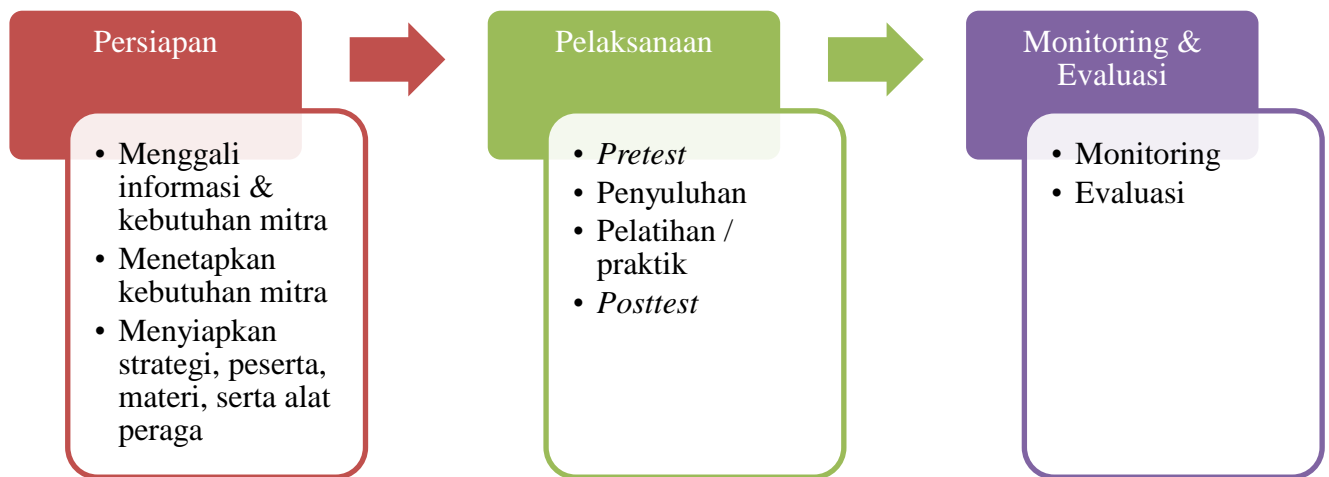 Persiapan
• Menggali
informasi &
kebutuhan mitra
• Menetapkan
kebutuhan mitra
• Menyiapkan
strategi, peserta,
materi, serta alat
peraga
Pelaksanaan
• Pretest
• Penyuluhan
• Pelatihan /
praktik
• Posttest
Monitoring &
Evaluasi
• Monitoring
• Evaluasi